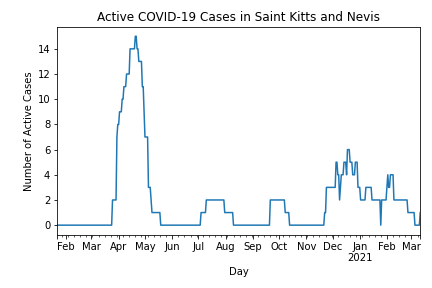 Active COVID-19 Cases in Saint Kitts and Nevis
Number of Active Cases
14
12
10
8
6
4
2
0
Feb Mar Apr May Jun Jul Aug Sep Oct Nov Dec Jan Feb Mar
2021
Day